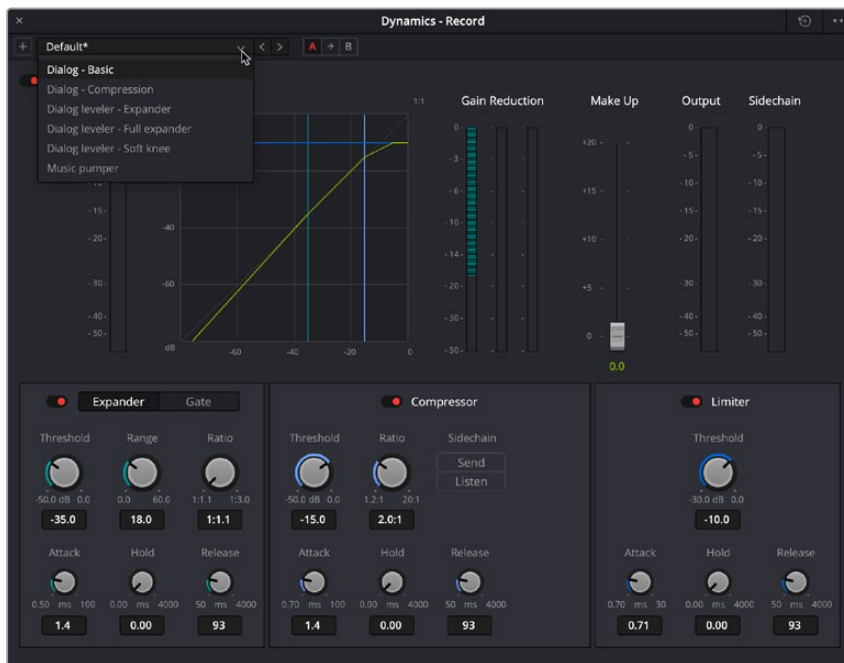 Dynamics - Record
Default*
A B
Dialog - Basic
Dialog - Compression
Dialog leveler - Expander
Dialog leveler - Full expander
Dialog leveler - Soft knee
Music pumper
1:1 Gain Reduction Make Up Output Sidechain
0 0 0
+20
-3 -5 -5
-6 +15 -10 -10
-15 -40 -10 -15 -15
-20 +10 -20 -20
-14
-30 -60 -20 +5 -30 -30
-40 -30 -40 -40
-50 0 -50 -50
dB -60 -40 -20 0 -50
0.0
Expander Gate Compressor Limiter
Threshold Range Ratio Threshold Ratio Sidechain Threshold
Send
Listen
-50.0 dB 0.0 0.0 60.0 1:1.1 1:3.0 -50.0 dB 0.0 1.2:1 20:1 -30.0 dB 0.0
-35.0 18.0 1:1.1 -15.0 2.0:1 -10.0
Attack Hold Release Attack Hold Release Attack Hold Release
0.50 ms 100 0.00 ms 4000 50 ms 4000 0.70 ms 100 0.00 ms 4000 50 ms 4000 0.70 ms 30 0.00 ms 4000 50 ms 4000
1.4 0.00 93 1.4 0.00 93 0.71 0.00 93